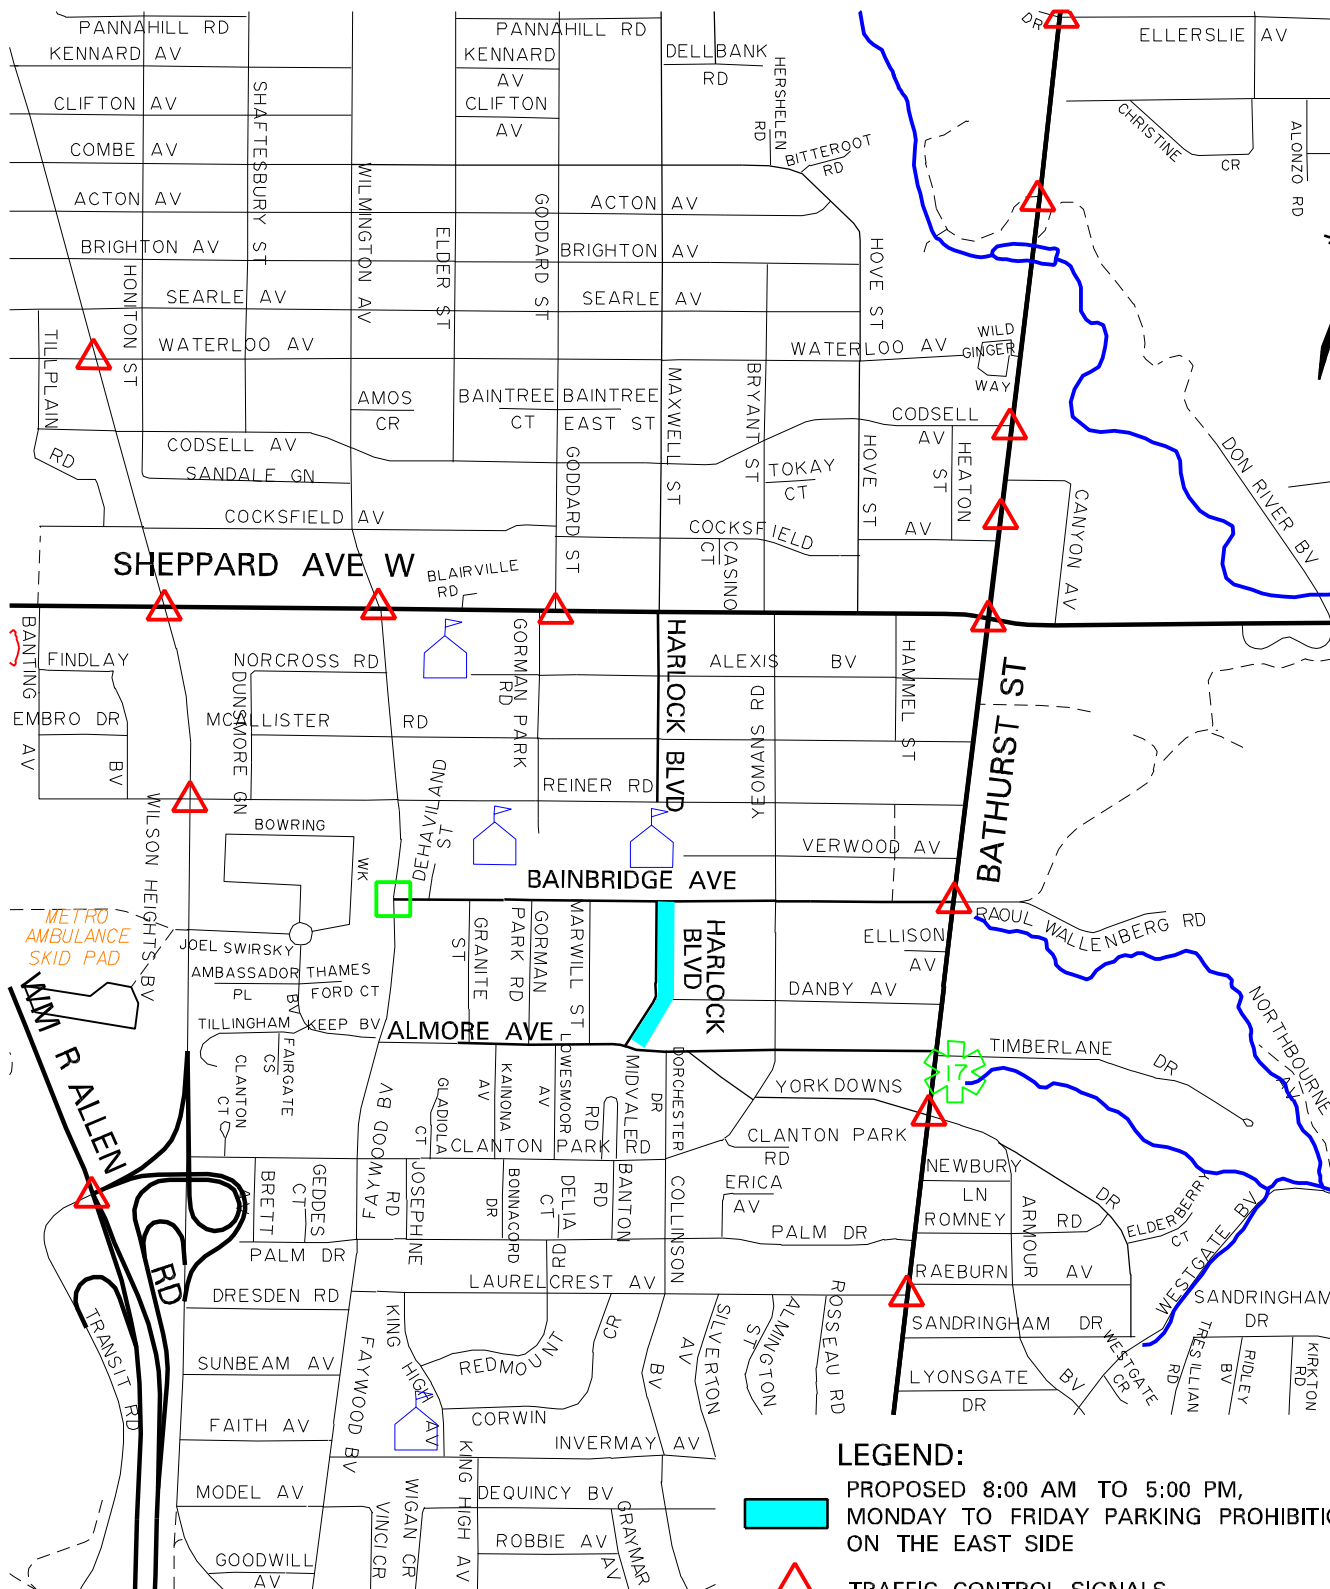 PANNAHILL RD
KENNARD AV
CLIFTON AV
COMBE AV
ACTON AV
BRIGHTON AV
SEARLE AV
WATERLOO AV
SHAFTESBURY ST
HONITON ST
TILLPLAIN
RD
WILMINGTON AV
ELDER ST
GODDARD ST
PANNAHILL RD
KENNARD
AV
CLIFTON
AV
DELLBANK
RD
HERSHELEN
RD
BITTEROOT
RD
ACTON AV
BRIGHTON AV
SEARLE AV
WATERLOO AV
HOVE ST
DR
ELLERSLIE AV
CHRISTINE
CR
ALONZO RD
WILD
GINGER
WAY
AMOS
CR
BAINTREE
CT
BAINTREE
EAST ST
MAXWELL ST
BRYANT ST
CODSELL
AV
HEATON
ST
HOVE ST
TOKAY
CT
CODSELL AV
SANDALE GN
COCKSFIELD AV
GODDARD ST
COCKSFIELD
AV
CASINO
CT
CANYON AV
DON RIVER BV
SHEPPARD AVE W
BLAIRVILLE
RD
BANTING
AV
FINDLAY
BV
EMBRO DR
NORCROSS RD
DUNSMORE GN
MCALLISTER RD
GORMAN PARK
RD
HARLOCK BLVD
ALEXIS BV
YEOMANS RD
HAMMEL ST
BATHURST ST
REINER RD
WILSON HEIGHTS BV
BOWRING
WK
DEHAVILAND
ST
VERWOOD AV
BAINBRIDGE AVE
METRO
AMBULANCE
SKID PAD
JOEL SWIRSKY
BV
AMBASSADOR
PL
THAMES
FORD CT
TILLINGHAM KEEP BV
GRANITE
ST
GORMAN
PARK RD
MARWILL ST
HARLOCK
BLVD
ELLISON
AV
DANBY AV
RAOUL WALLENBERG RD
NORTHBOURNE
AV
WM R ALLEN
RD
ALMORE AVE
FAIRGATE
CS
CLANTON
CT
FAYWOOD BV
GLADIOLA
CT
KAINONA
AV
LOWESMOOR
AV
MIDVALE
RD
DORCHESTER
DR
TIMBERLANE DR
17
YORK DOWNS
DR
CLANTON PARK RD
CLANTON PARK
RD
BRETT
AV
GEDDES
CT
JOSEPHINE
RD
BONNACORD
DR
DELIA
CT
BANTON
RD
COLLINSON
BV
ERICA
AV
NEWBURY
LN
ROMNEY RD
ARMOUR
BV
ELDERBERRY
CT
PALM DR
PALM DR
LAURELCREST AV
RAEBURN AV
WESTGATE BV
DRESDEN RD
KING HIGH AV
REDMOUNT
RD
CR
SILVERTON
AV
ALMINGTON
ST
ROSSEAU RD
SANDRINGHAM DR
SANDRINGHAM
DR
TRANSIT RD
SUNBEAM AV
FAYWOOD BV
WESTGATE
CR
TRESILLIAN
RD
RIDLEY
BV
KIRKTON
RD
LYONSGATE
DR
FAITH AV
CORWIN
INVERMAY AV
MODEL AV
VINCI CR
WIGAN CR
KING HIGH AV
DEQUINCY BV
ROBBIE AV
GRAYMAR
AV
GOODWILL
AV
LEGEND:
PROPOSED 8:00 AM TO 5:00 PM,
MONDAY TO FRIDAY PARKING PROHIBITIO
ON THE EAST SIDE
TRAFFIC CONTROL SIGNALS